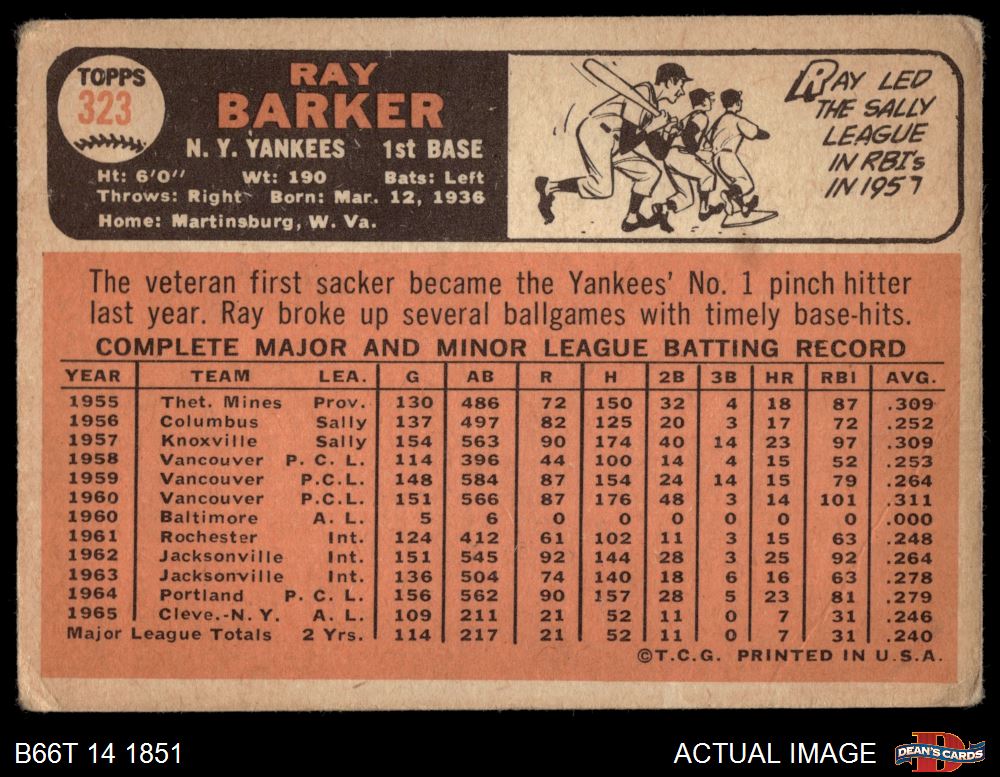 TOPPS
323
RAY
BARKER
N. Y. YANKEES 1st BASE
Ht: 6'0" Wt: 190 Bats: Left
Throws: Right Born: Mar. 12, 1936
Home: Martinsburg, W. Va.
RAY LED
THE SALLY
LEAGUE
IN RBI's
IN 1957
The veteran first sacker became the Yankees' No. 1 pinch hitter
last year. Ray broke up several ballgames with timely base-hits.
COMPLETE MAJOR AND MINOR LEAGUE BATTING RECORD
YEAR TEAM LEA. G AB R H 2B 3B HR RBI AVG.
1955 Thet. Mines Prov. 130 486 72 150 32 4 18 87 .309
1956 Columbus Sally 137 497 82 125 20 3 17 72 .252
1957 Knoxville Sally 154 563 90 174 40 14 23 97 .309
1958 Vancouver P. C. L. 114 396 44 100 14 4 15 52 .253
1959 Vancouver P.C.L. 148 584 87 154 24 14 15 79 .264
1960 Vancouver P.C.L. 151 566 87 176 48 3 14 101 .311
1960 Baltimore A. L. 5 6 0 0 0 0 0 0 .000
1961 Rochester Int. 124 412 61 102 11 3 15 63 .248
1962 Jacksonville Int. 151 545 92 144 28 3 25 92 .264
1963 Jacksonville Int. 136 504 74 140 18 6 16 63 .278
1964 Portland P. C. L. 156 562 90 157 28 5 23 81 .279
1965 Cleve.-N. Y. A. L. 109 211 21 52 11 0 7 31 .246
Major League Totals 2 Yrs. 114 217 21 52 11 0 7 31 .240
©T.C.G. PRINTED IN U.S.A.
B66T 14 1851
ACTUAL IMAGE
D
DEAN'S CARDS